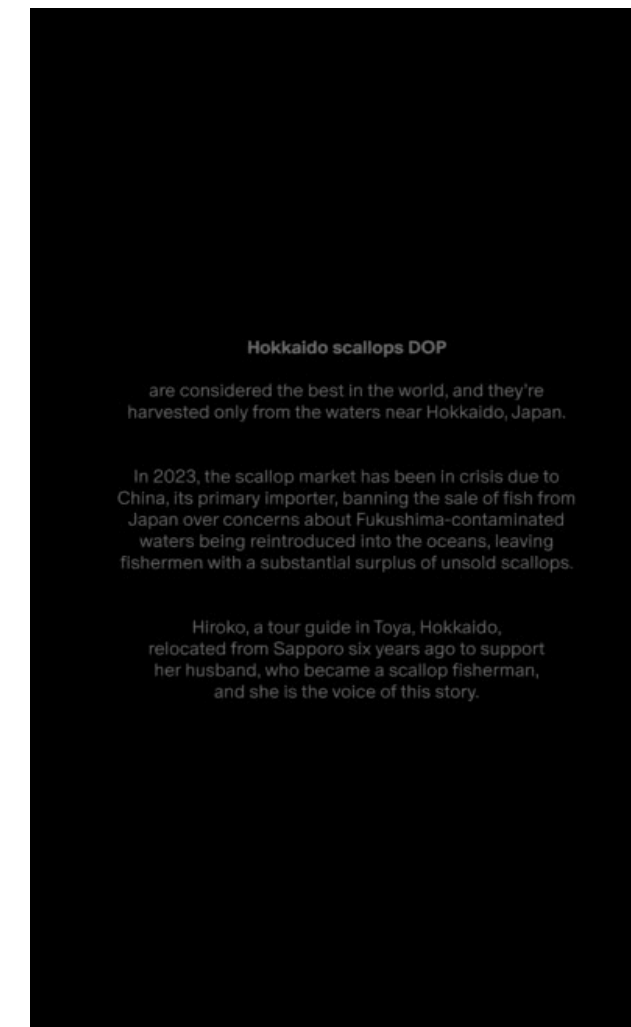 Hokkaido scallops DOP
are considered the best in the world, and they're
harvested only from the waters near Hokkaido, Japan.
In 2023, the scallop market has been in crisis due to
China, its primary importer, banning the sale of fish from
Japan over concerns about Fukushima-contaminated
waters being reintroduced into the oceans, leaving
fishermen with a substantial surplus of unsold scallops.
Hiroko, a tour guide in Toya, Hokkaido,
relocated from Sapporo six years ago to support
her husband, who became a scallop fisherman,
and she is the voice of this story.